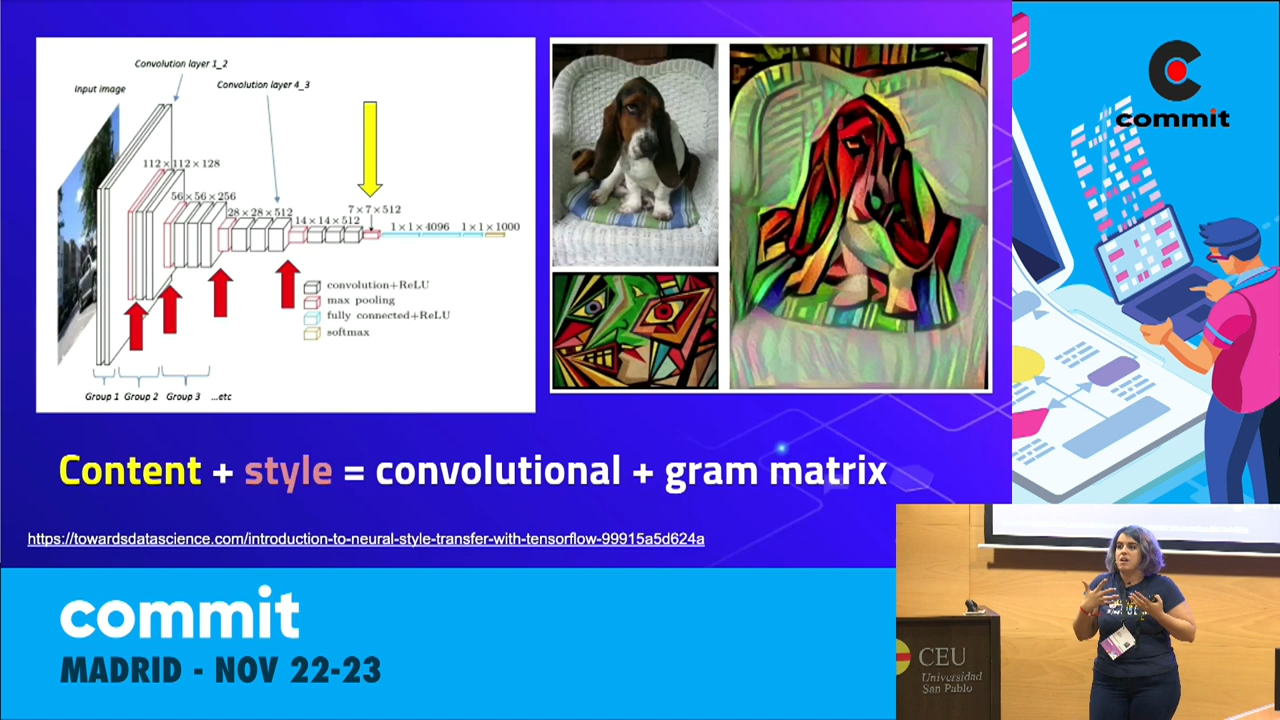 Convolution layer 1_2
Convolution layer 4_3
Input image
112×112×128
56×56×256
28×28×512
14×14×512
7×7×512
1×1×4096
1×1×1000
convolution+ReLU
max pooling
fully connected+ReLU
softmax
Group 1 Group 2 Group 3 ...etc
Content + style = convolutional + gram matrix
https://towardsdatascience.com/introduction-to-neural-style-transfer-with-tensorflow-99915a5d624a
commit
commit
MADRID - NOV 22-23
CEU
Universidad
San Pablo